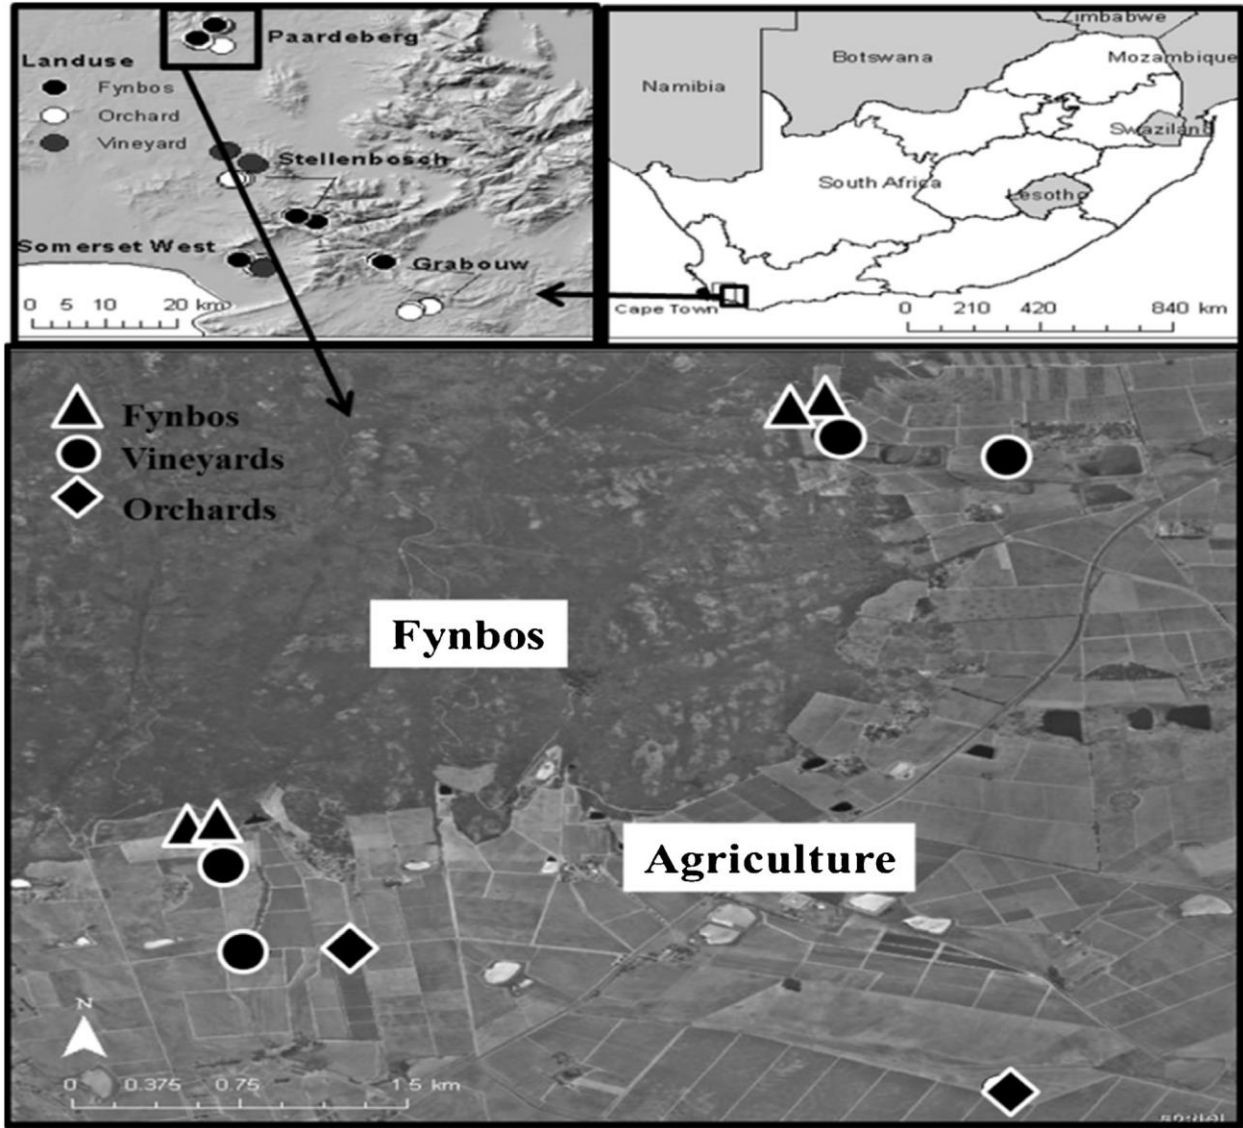 Paardeberg
Landuse
Fynbos
Orchard
Vineyard
Stellenbosch
Somerset West
Grabouw
0 5 10 20 km
Zimbabwe
Botswana
Mozambique
Namibia
Swaziland
South Africa
Lesotho
Cape Town
0 210 420 840 km
Fynbos
Vineyards
Orchards
Fynbos
Agriculture
N
0 0.375 0.75 1.5 km